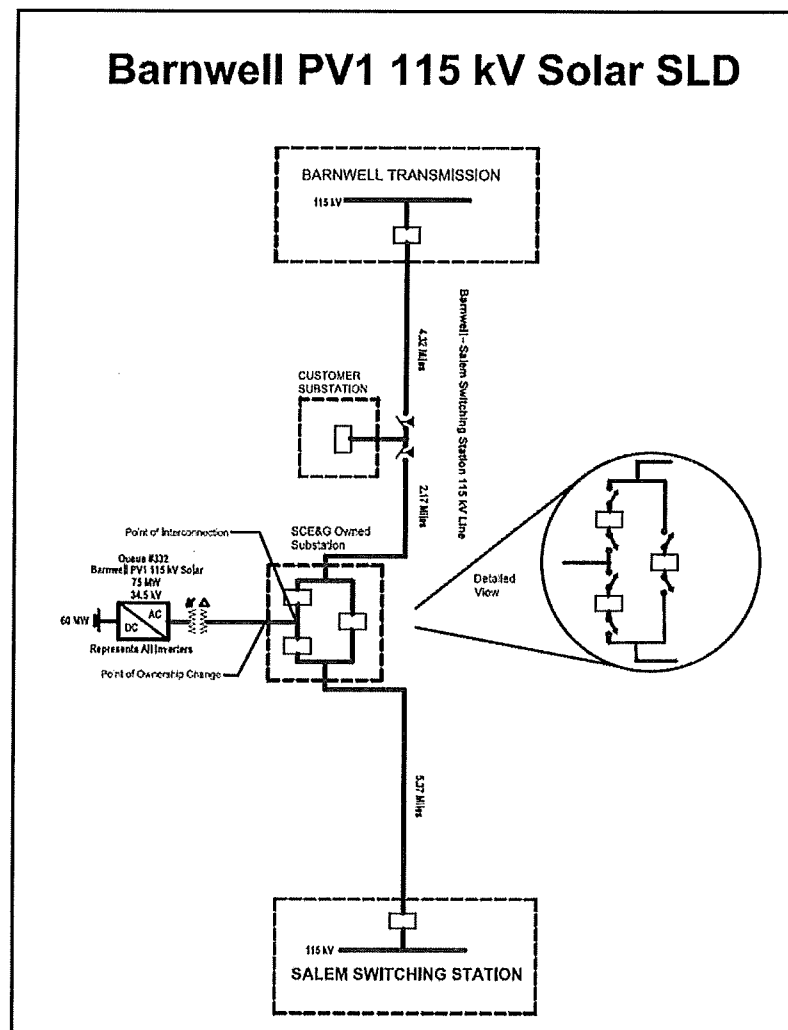 Barnwell PV1 115 kV Solar SLD
BARNWELL TRANSMISSION
115 kV
4.32 Miles
Barnwell - Salem Switching Station 115 kV Line
CUSTOMER
SUBSTATION
2.17 Miles
Point of Interconnection
SCE&G Owned
Substation
Queue #332
Barnwell PV1 115 kV Solar
75 MW
34.5 kV
60 MW
AC
DC
Represents All Inverters
Point of Ownership Change
Detailed
View
5.37 Miles
115 kV
SALEM SWITCHING STATION